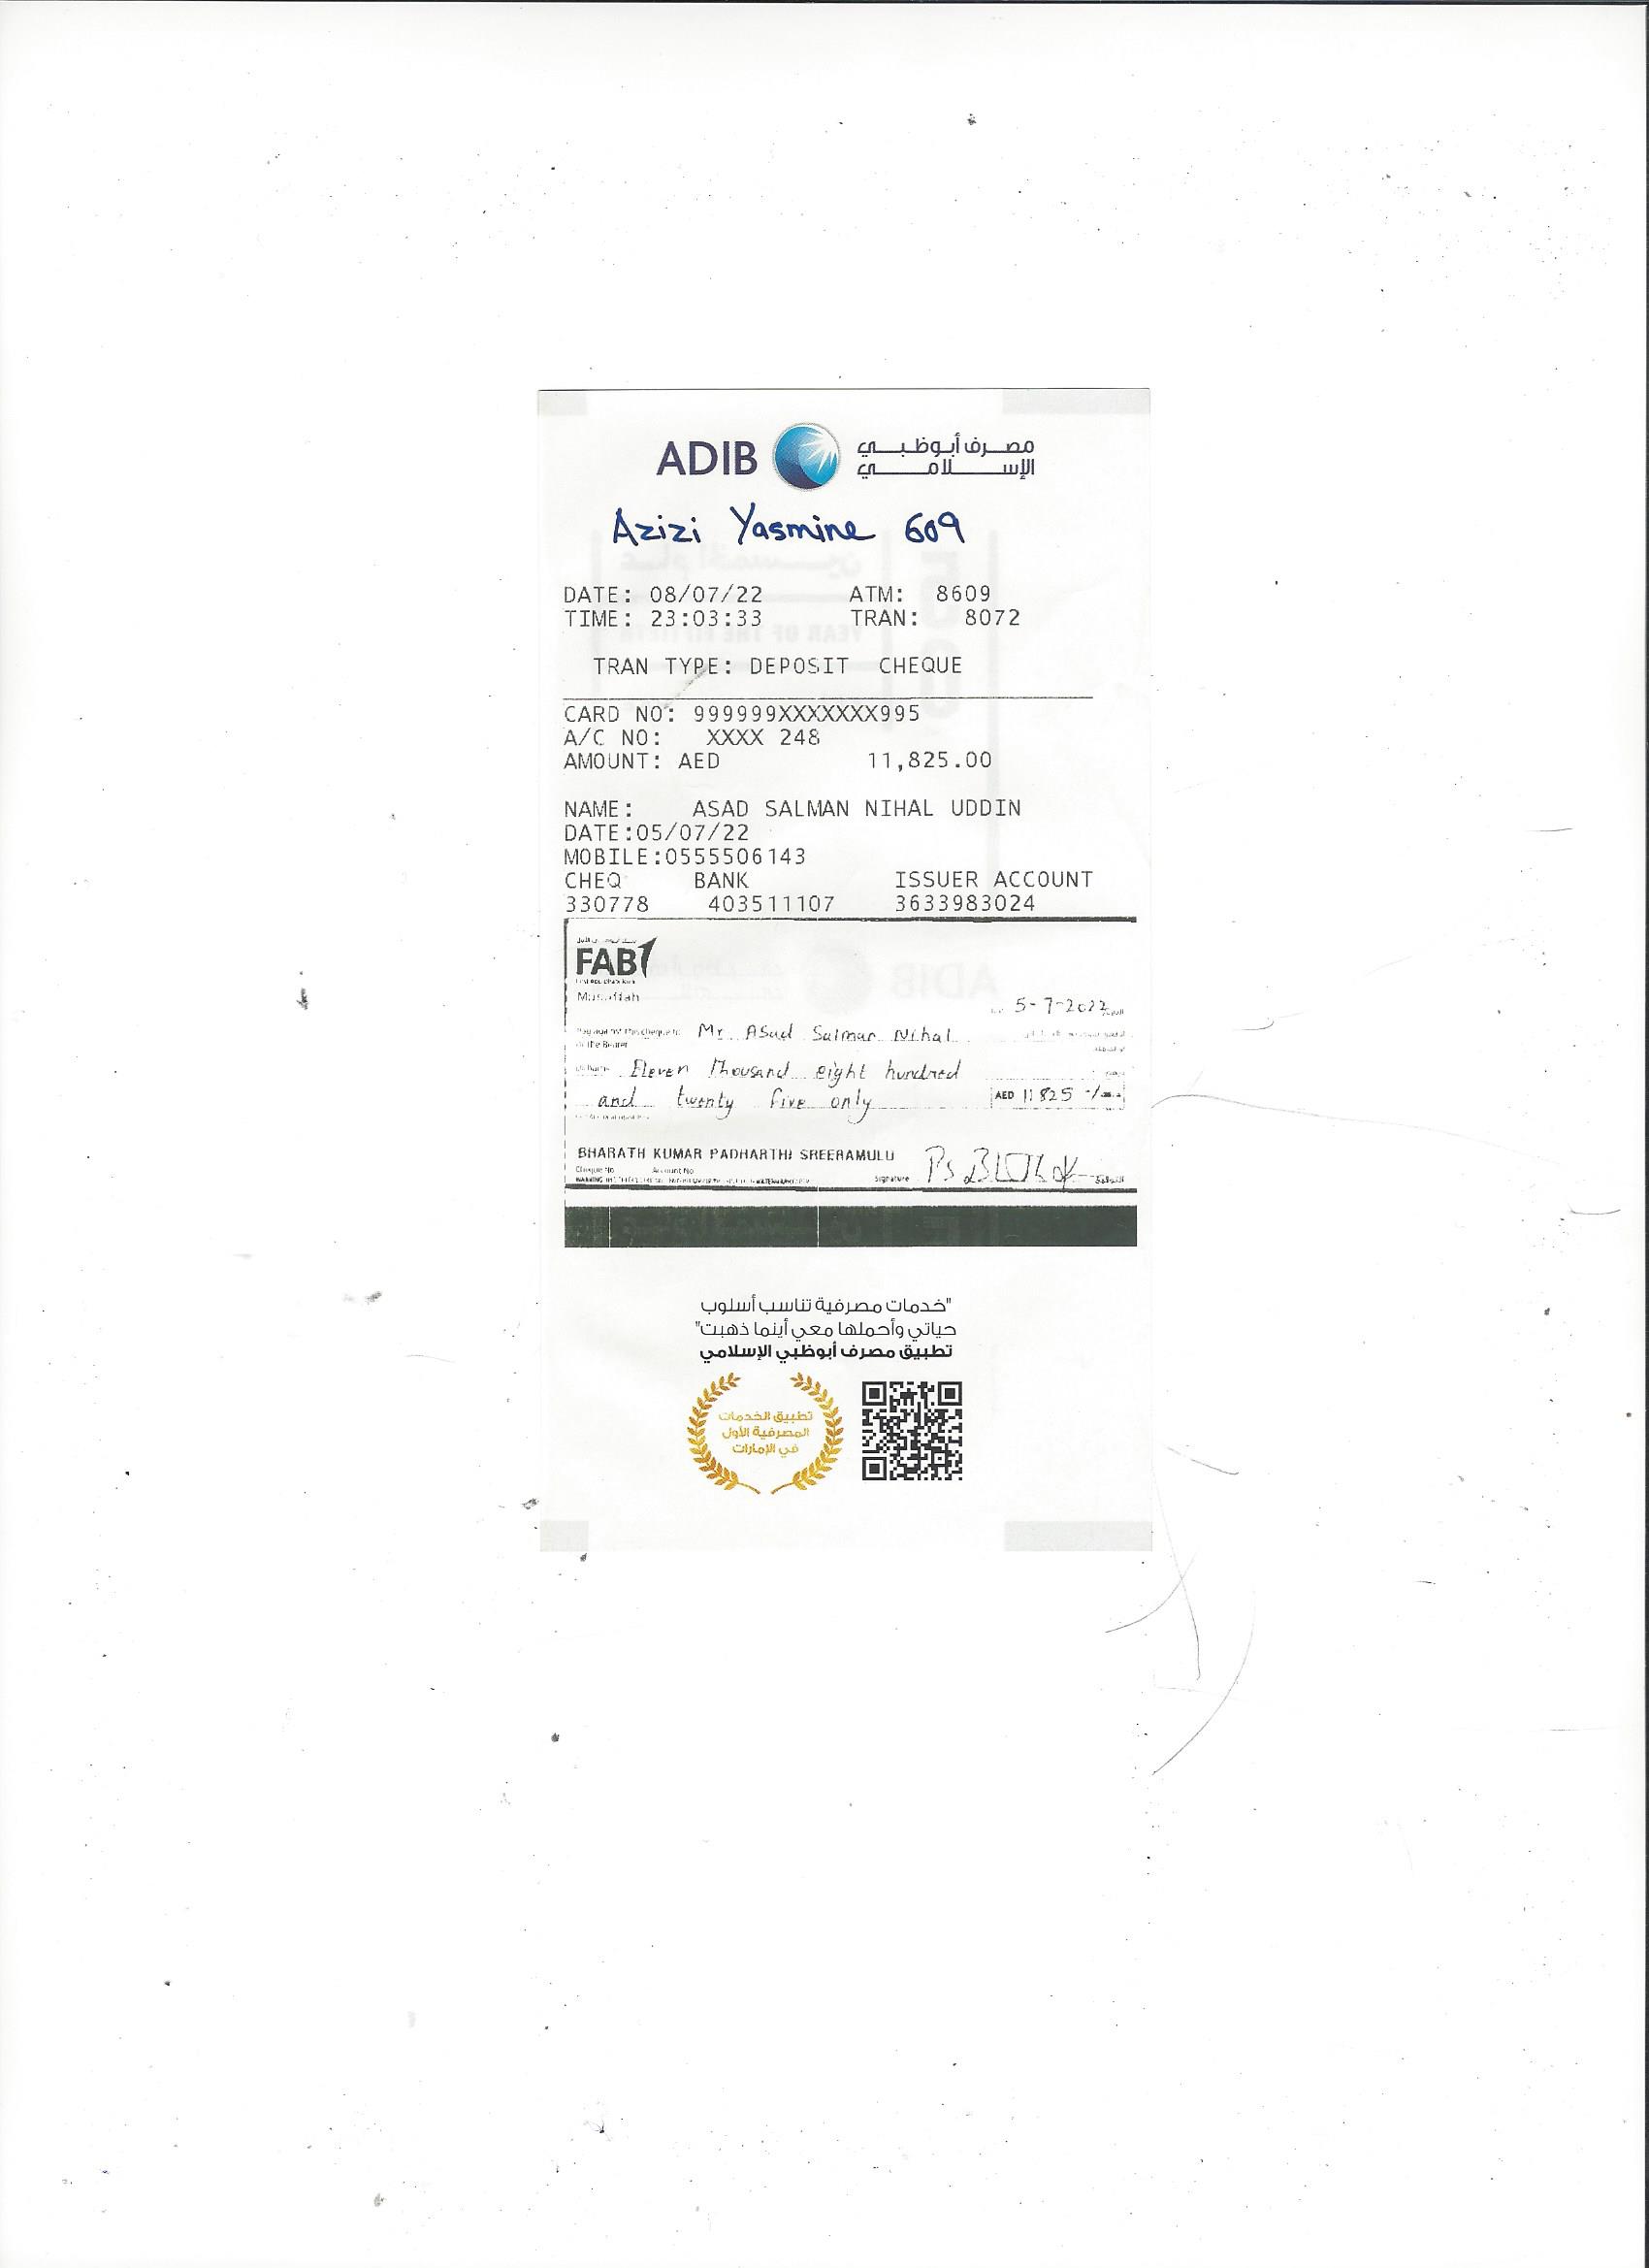 ADIB مصرف أبوظبي
الإسلامي
Azizi Yasmine 609
DATE: 08/07/22 ATM: 8609
TIME: 23:03:33 TRAN: 8072
TRAN TYPE: DEPOSIT CHEQUE
CARD NO: 999999XXXXXXX995
A/C NO: XXXX 248
AMOUNT: AED 11,825.00
NAME: ASAD SALMAN NIHAL UDDIN
DATE:05/07/22
MOBILE:0555506143
CHEQ BANK ISSUER ACCOUNT
330778 403511107 3633983024
FAB
Musaffah
5-7-2022
Pay against this cheque to Mr Asad Salman Nihal
or the Bearer
Eleven Thousand eight hundred
and twenty five only AED 11825 -/
BHARATH KUMAR PADHARTHI SREERAMULU
Cheque No. Account No
Signature التوقيع
"خدمات مصرفية تناسب أسلوب
حياتي وأحملها معي أينما ذهبت"
تطبيق مصرف أبوظبي الإسلامي
تطبيق الخدمات
المصرفية الأول
في الإمارات